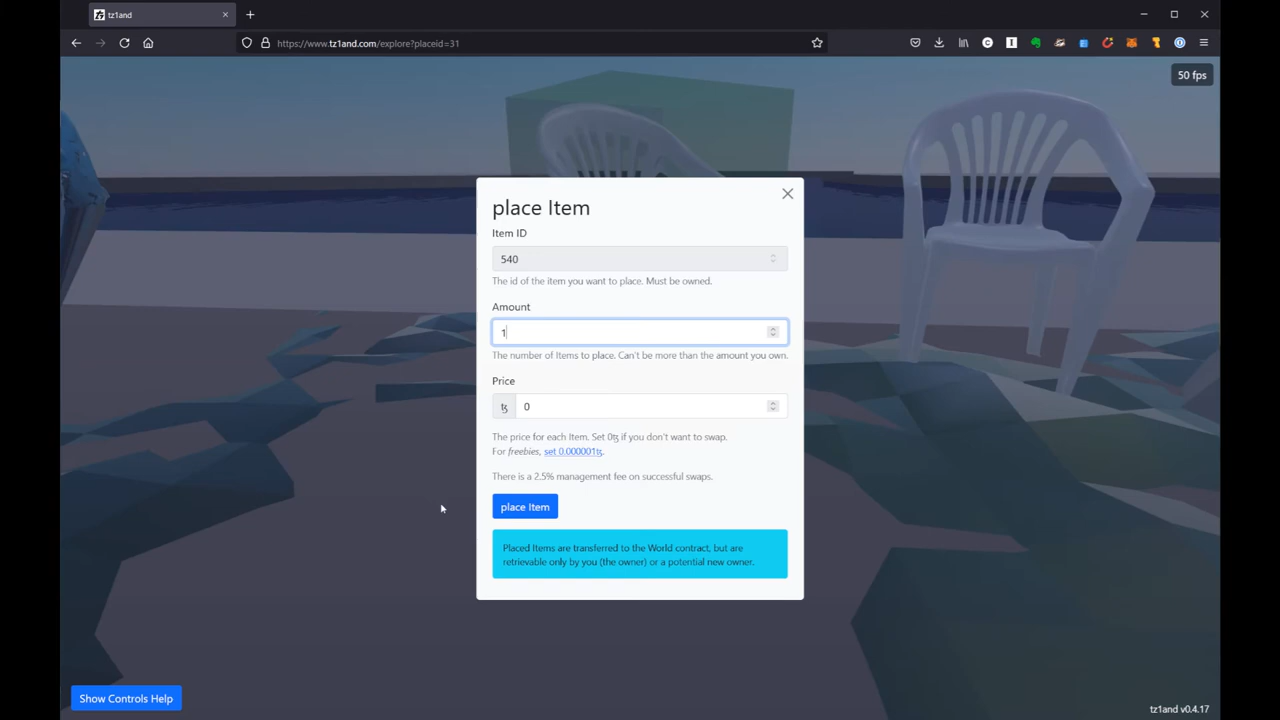 tz1and
https://www.tz1and.com/explore?placeid=31
50 fps
place Item
Item ID
540
The id of the item you want to place. Must be owned.
Amount
1
The number of Items to place. Can't be more than the amount you own.
Price
ꜩ 0
The price for each Item. Set 0ꜩ if you don't want to swap.
For freebies, set 0.000001ꜩ.
There is a 2.5% management fee on successful swaps.
place Item
Placed Items are transferred to the World contract, but are
retrievable only by you (the owner) or a potential new owner.
Show Controls Help
tz1and v0.4.17